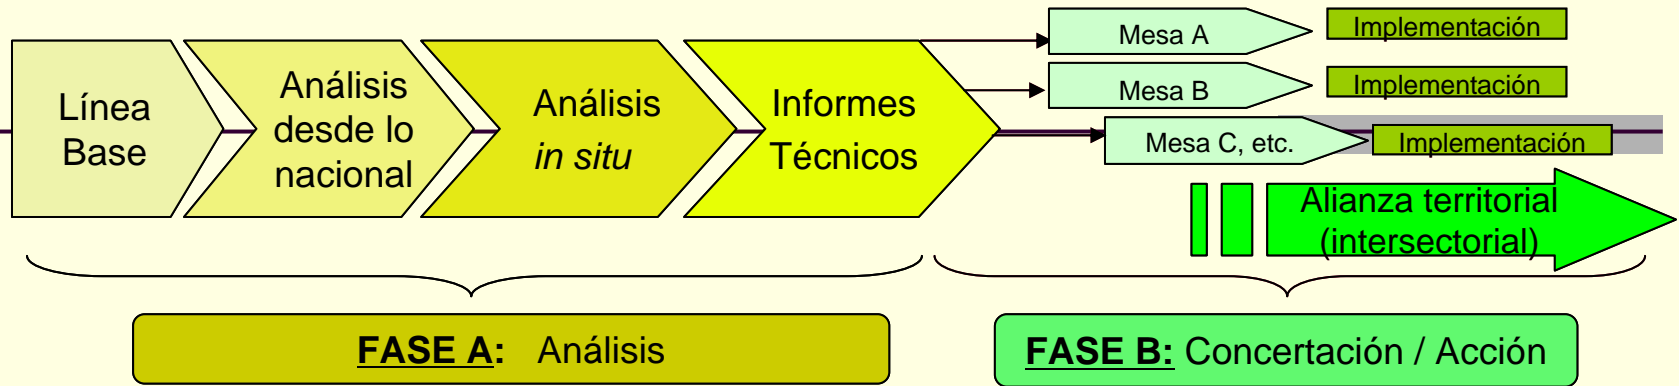 Línea
Base
Análisis
desde lo
nacional
Análisis
in situ
Informes
Técnicos
Mesa A
Implementación
Mesa B
Implementación
Mesa C, etc.
Implementación
Alianza territorial
(intersectorial)
FASE A: Análisis
FASE B: Concertación / Acción